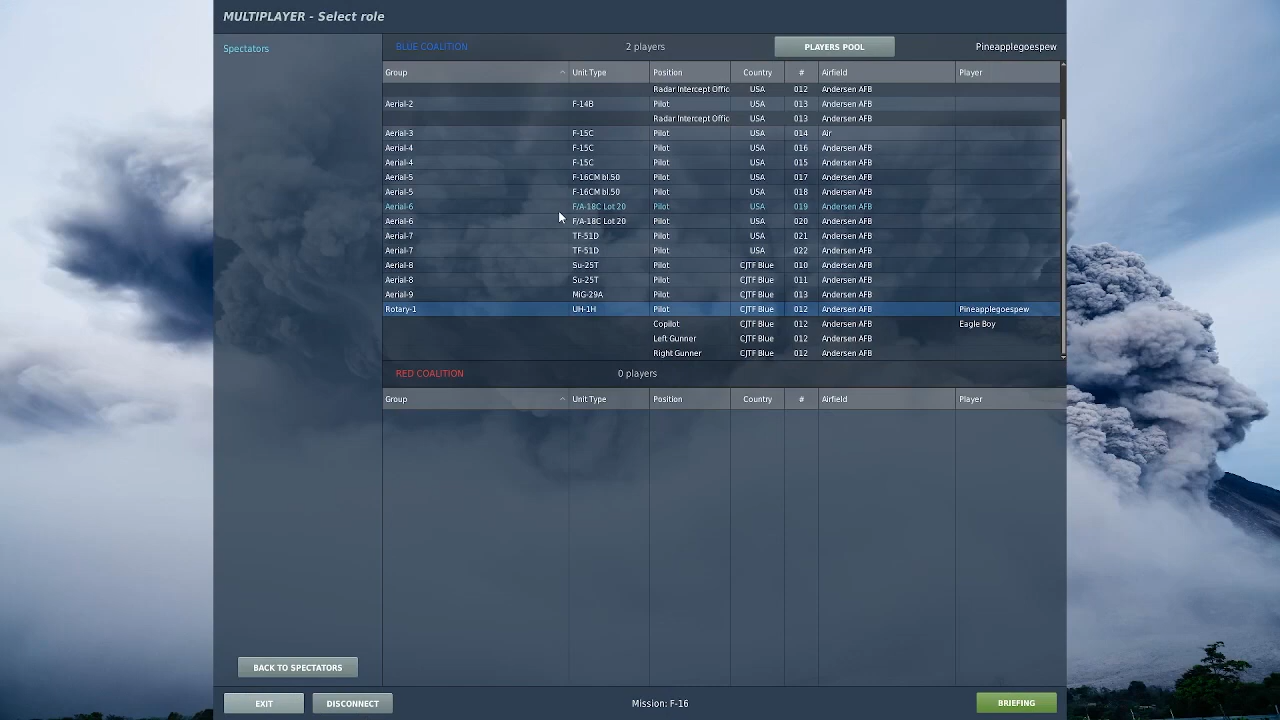 MULTIPLAYER - Select role
Spectators
BLUE COALITION 2 players PLAYERS POOL Pineapplegoespew
Group Unit Type Position Country # Airfield Player
Radar Intercept Offic USA 012 Andersen AFB
Aerial-2 F-14B Pilot USA 013 Andersen AFB
Radar Intercept Offic USA 013 Andersen AFB
Aerial-3 F-15C Pilot USA 014 Air
Aerial-4 F-15C Pilot USA 016 Andersen AFB
Aerial-4 F-15C Pilot USA 015 Andersen AFB
Aerial-5 F-16CM bl.50 Pilot USA 017 Andersen AFB
Aerial-5 F-16CM bl.50 Pilot USA 018 Andersen AFB
Aerial-6 F/A-18C Lot 20 Pilot USA 019 Andersen AFB
Aerial-6 F/A-18C Lot 20 Pilot USA 020 Andersen AFB
Aerial-7 TF-51D Pilot USA 021 Andersen AFB
Aerial-7 TF-51D Pilot USA 022 Andersen AFB
Aerial-8 Su-25T Pilot CJTF Blue 010 Andersen AFB
Aerial-8 Su-25T Pilot CJTF Blue 011 Andersen AFB
Aerial-9 MiG-29A Pilot CJTF Blue 013 Andersen AFB
Rotary-1 UH-1H Pilot CJTF Blue 012 Andersen AFB Pineapplegoespew
Copilot CJTF Blue 012 Andersen AFB Eagle Boy
Left Gunner CJTF Blue 012 Andersen AFB
Right Gunner CJTF Blue 012 Andersen AFB
RED COALITION 0 players
Group Unit Type Position Country # Airfield Player
BACK TO SPECTATORS
EXIT DISCONNECT Mission: F-16 BRIEFING